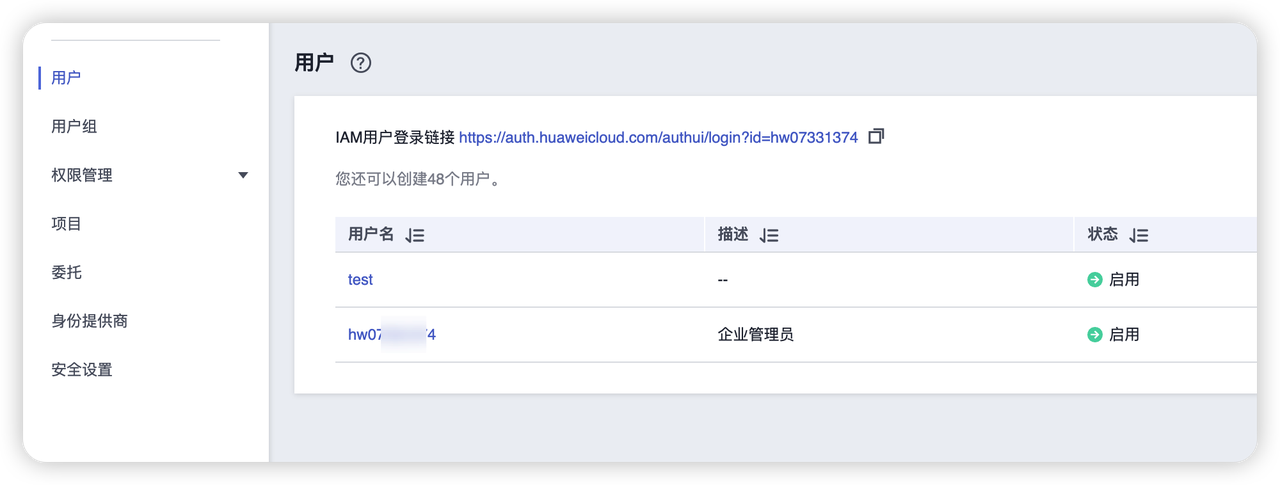 用户
用户组
权限管理
项目
委托
身份提供商
安全设置
用户 ?
IAM用户登录链接 https://auth.huaweicloud.com/authui/login?id=hw07331374
您还可以创建48个用户。
用户名 描述 状态
test -- 启用
hw07 4 企业管理员 启用